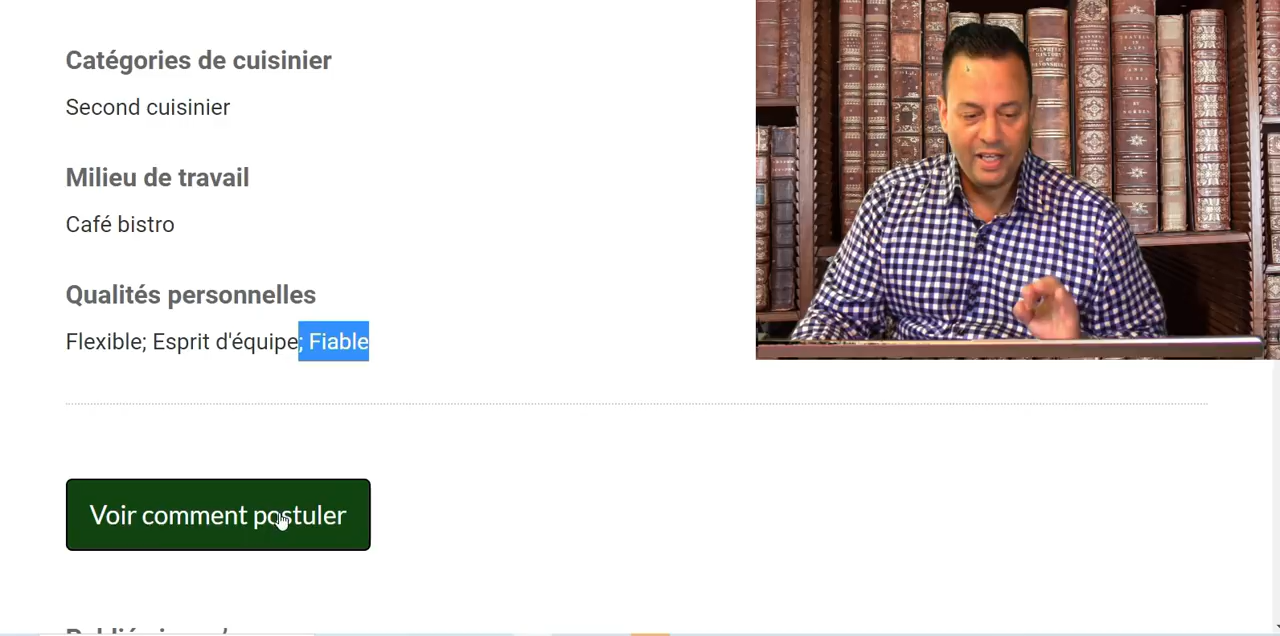 Catégories de cuisinier
Second cuisinier
Milieu de travail
Café bistro
Qualités personnelles
Flexible; Esprit d'équipe; Fiable
Voir comment postuler